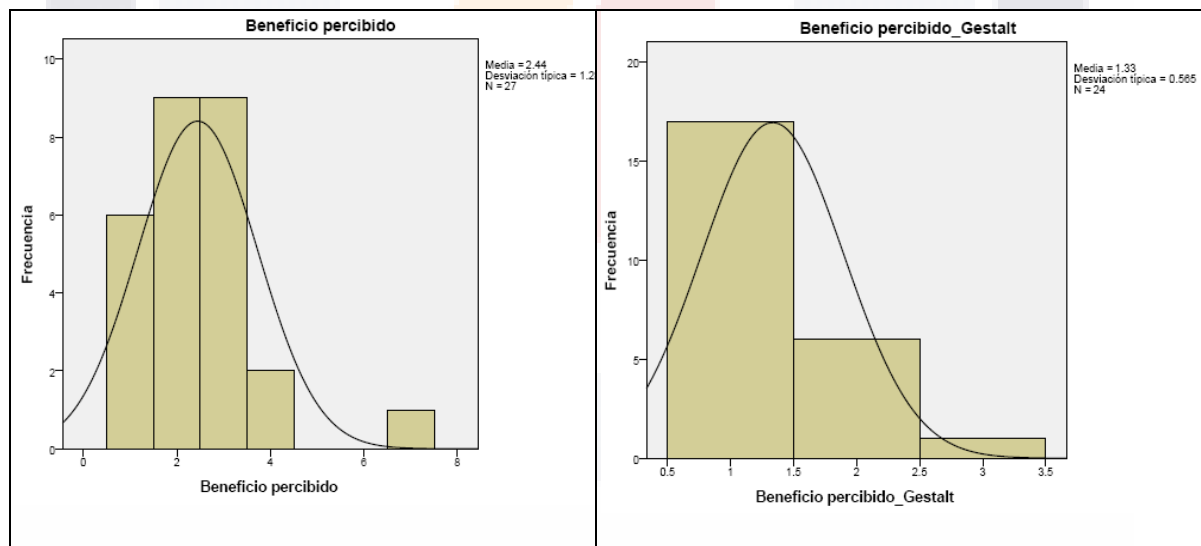 Beneficio percibido
10
8
6
4
2
0
Frecuencia
0 2 4 6 8
Beneficio percibido
Media = 2.44
Desviación típica = 1.2
N = 27
Beneficio percibido_Gestalt
20
15
10
5
0
Frecuencia
0.5 1 1.5 2 2.5 3 3.5
Beneficio percibido_Gestalt
Media = 1.33
Desviación típica = 0.565
N = 24